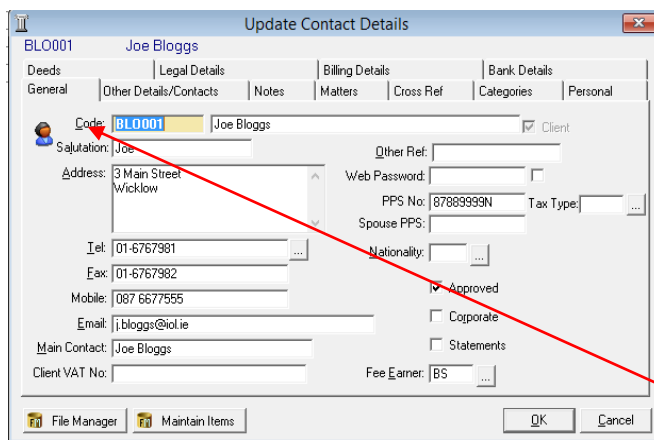 Update Contact Details
BLO001 Joe Bloggs
Deeds Legal Details Billing Details Bank Details
General Other Details/Contacts Notes Matters Cross Ref Categories Personal
Code: BLO001 Joe Bloggs Client
Salutation: Joe Other Ref:
Address: 3 Main Street Web Password:
Wicklow
PPS No: 87889999N Tax Type: ...
Spouse PPS:
Tel: 01-6767981 ... Nationality: ...
Fax: 01-6767982 Approved
Mobile: 087 6677555 Corporate
Email: j.bloggs@iol.ie
Main Contact: Joe Bloggs Statements
Client VAT No: Fee Earner: BS ...
File Manager Maintain Items OK Cancel